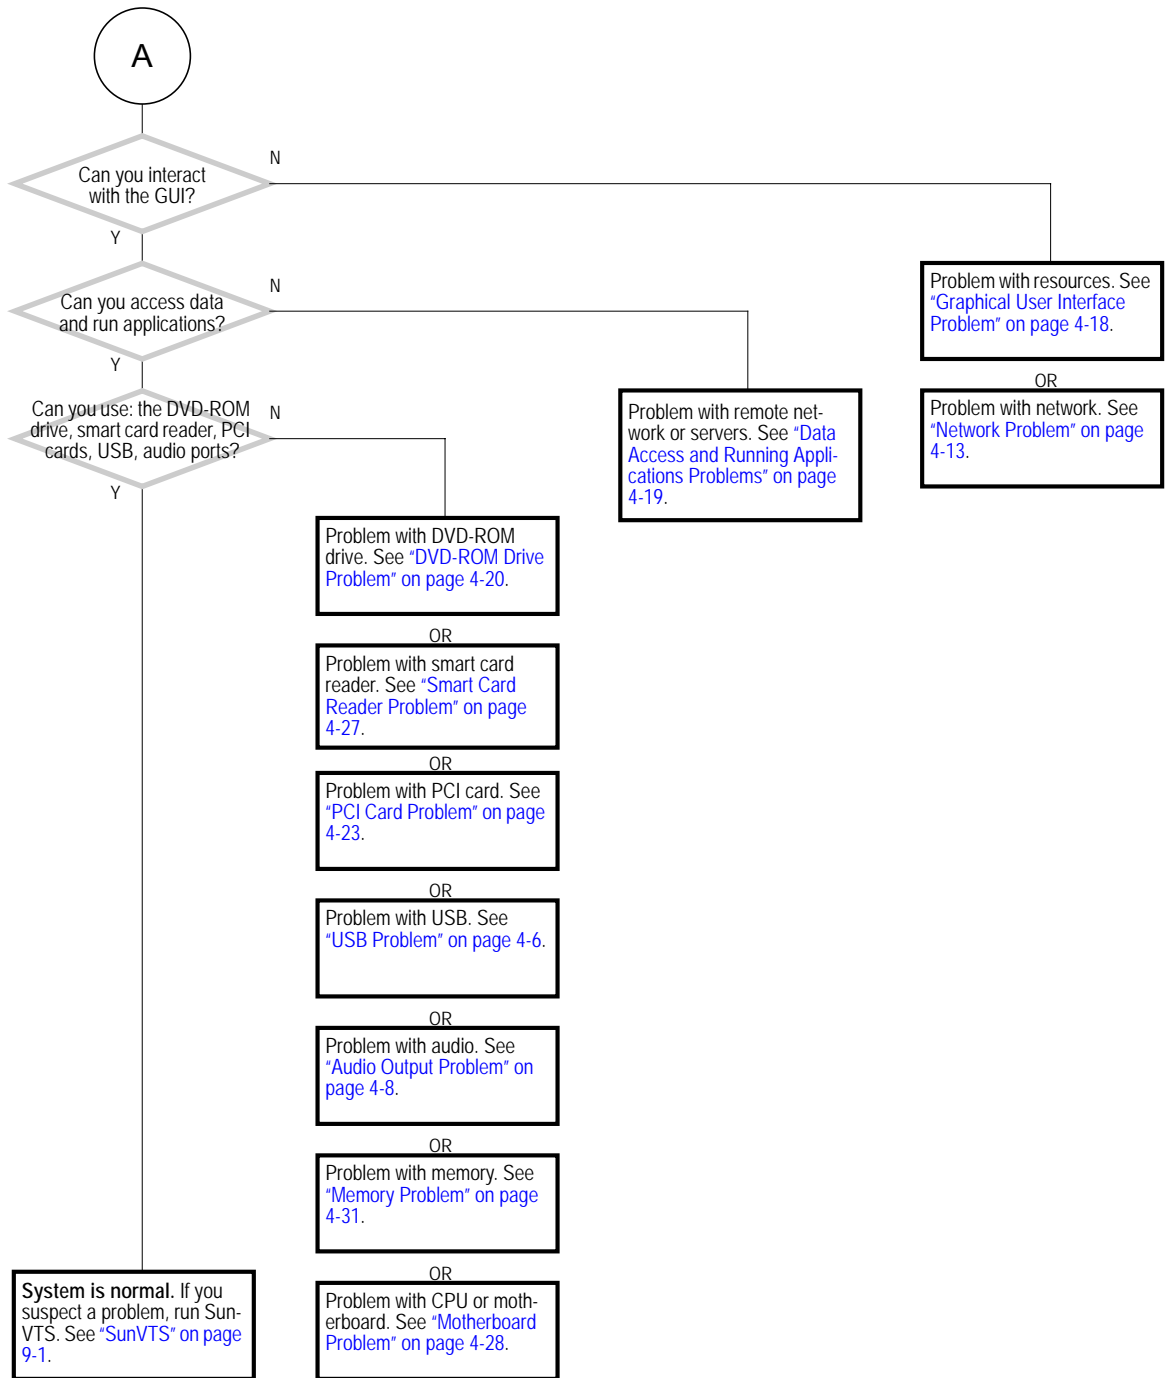 A
Can you interact
with the GUI?
N
Y
Can you access data
and run applications?
N
Y
Can you use: the DVD-ROM
drive, smart card reader, PCI
cards, USB, audio ports?
N
Y
Problem with resources. See
"Graphical User Interface
Problem" on page 4-18.
OR
Problem with network. See
"Network Problem" on page
4-13.
Problem with remote net-
work or servers. See "Data
Access and Running Appli-
cations Problems" on page
4-19.
Problem with DVD-ROM
drive. See "DVD-ROM Drive
Problem" on page 4-20.
OR
Problem with smart card
reader. See "Smart Card
Reader Problem" on page
4-27.
OR
Problem with PCI card. See
"PCI Card Problem" on page
4-23.
OR
Problem with USB. See
"USB Problem" on page 4-6.
OR
Problem with audio. See
"Audio Output Problem" on
page 4-8.
OR
Problem with memory. See
"Memory Problem" on page
4-31.
OR
Problem with CPU or moth-
erboard. See "Motherboard
Problem" on page 4-28.
System is normal. If you
suspect a problem, run Sun-
VTS. See "SunVTS" on page
9-1.